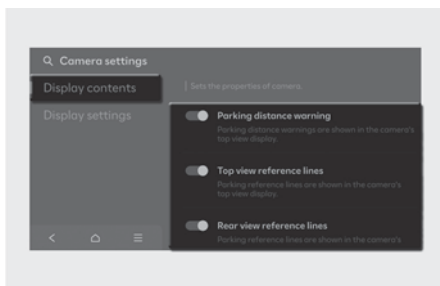 Camera settings
Display contents
Sets the properties of camera.
Display settings
Parking distance warning
Parking distance warnings are shown in the camera's
top view display.
Top view reference lines
Parking reference lines are shown in the camera's
top view display.
Rear view reference lines
Parking reference lines are shown in the camera's